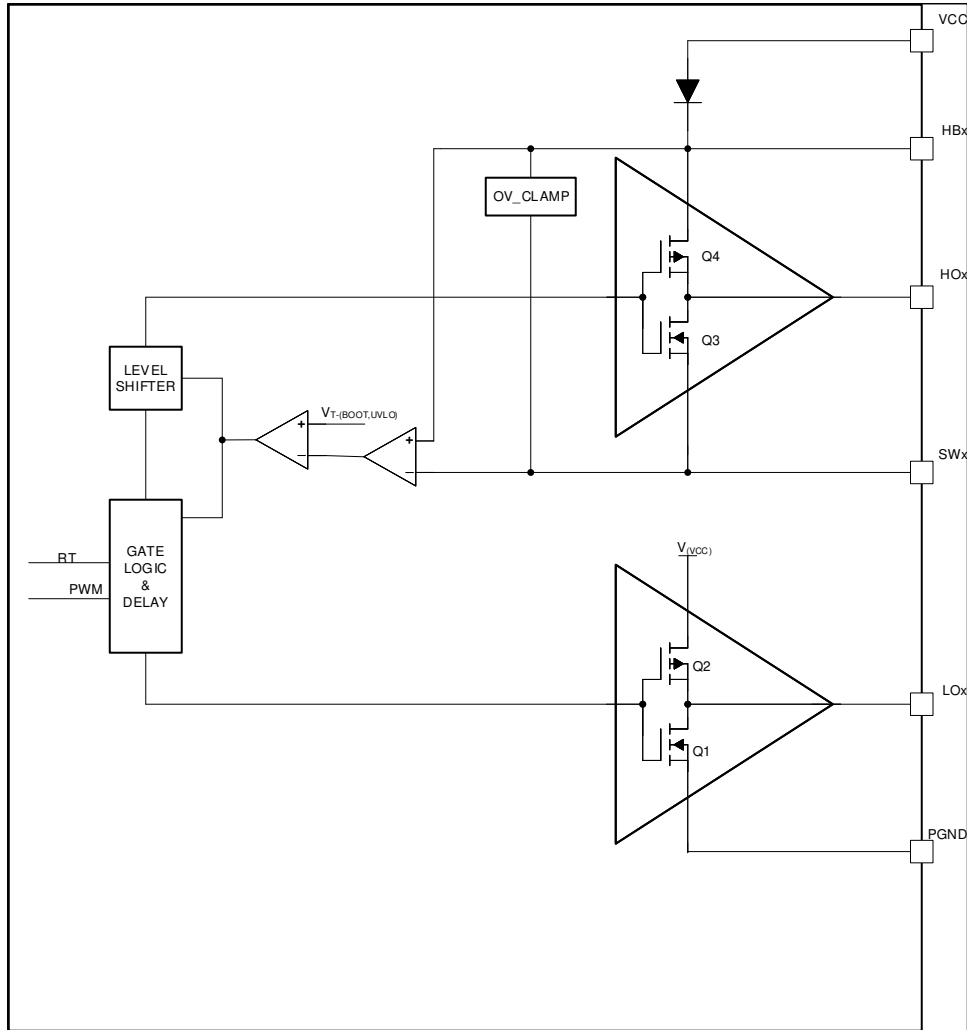 VCC
HBx
OV_CLAMP
Q4
HOx
Q3
LEVEL
SHIFTER
VT-(BOOT,UVLO)
+
–
+
–
SWx
V(VCC)
GATE
LOGIC
&
DELAY
RT
PWM
Q2
LOx
Q1
PGND